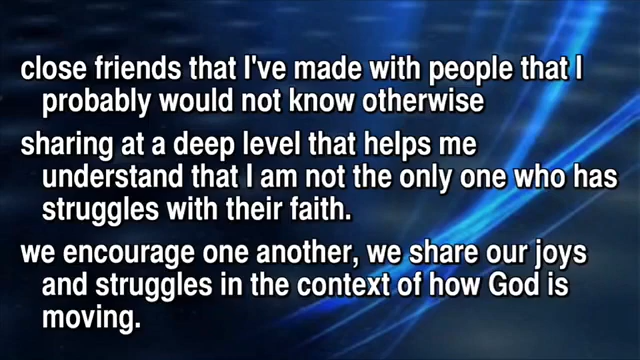 close friends that I've made with people that I
probably would not know otherwise
sharing at a deep level that helps me
understand that I am not the only one who has
struggles with their faith.
we encourage one another, we share our joys
and struggles in the context of how God is
moving.